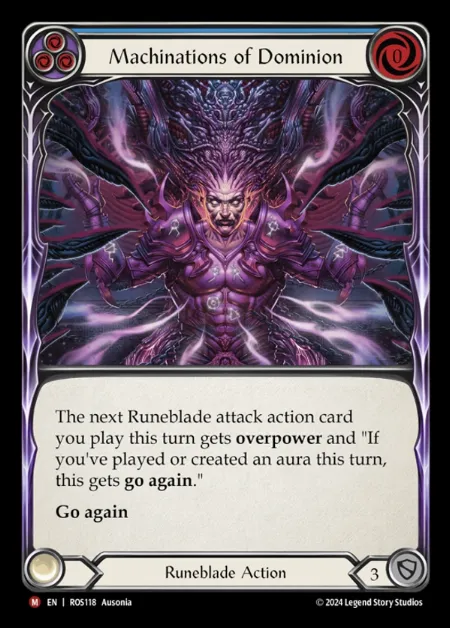 Machinations of Dominion
0
The next Runeblade attack action card
you play this turn gets overpower and "If
you've played or created an aura this turn,
this gets go again."
Go again
Runeblade Action
3
M EN | ROS118 Ausonia
© 2024 Legend Story Studios